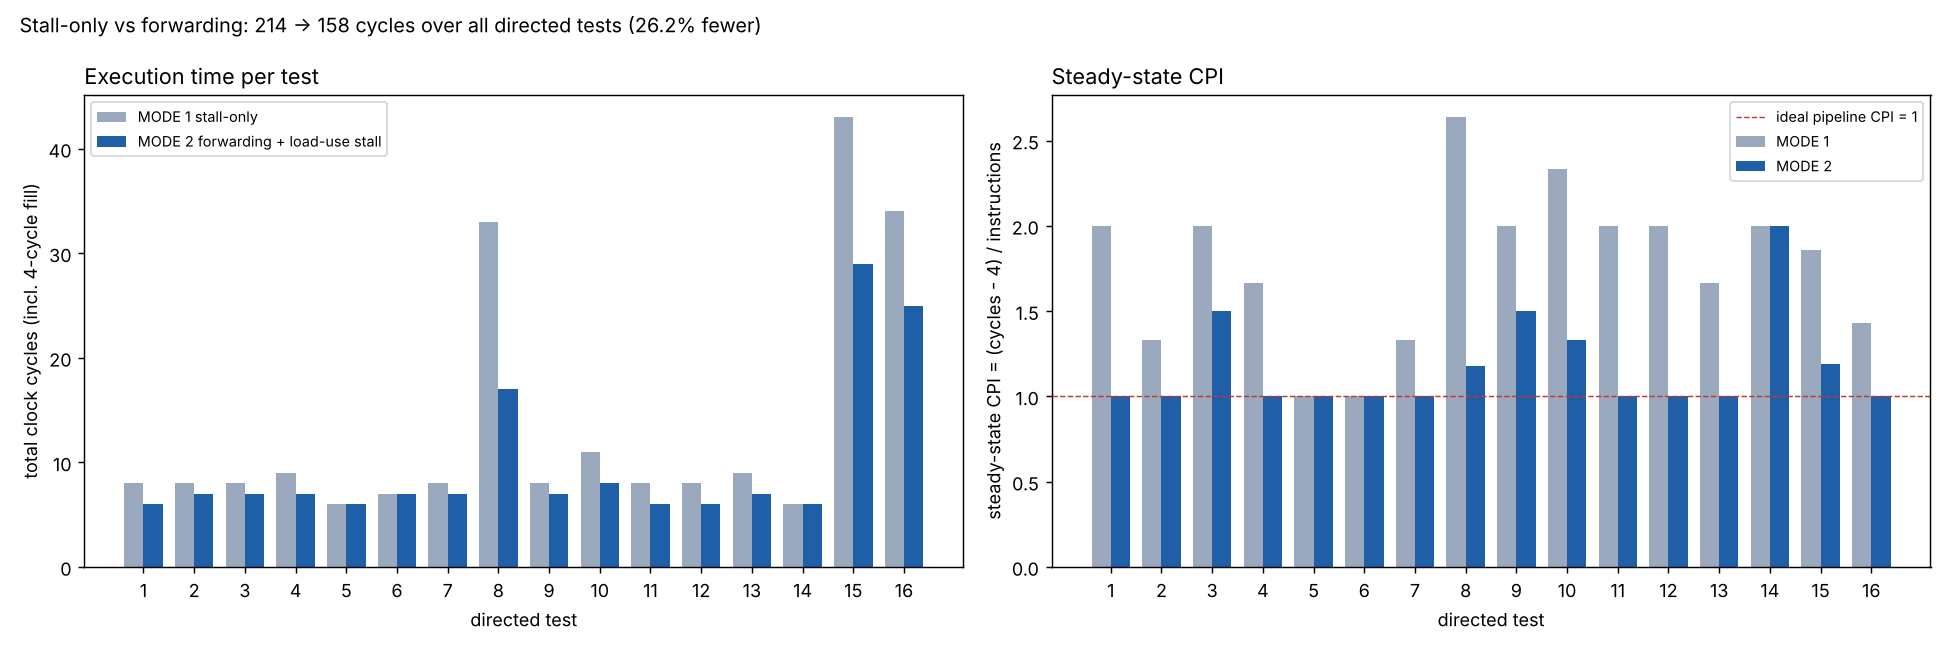 Stall-only vs forwarding: 214 → 158 cycles over all directed tests (26.2% fewer)
Execution time per test
MODE 1 stall-only
MODE 2 forwarding + load-use stall
total clock cycles (incl. 4-cycle fill)
40
30
20
10
0
1 2 3 4 5 6 7 8 9 10 11 12 13 14 15 16
directed test
Steady-state CPI
ideal pipeline CPI = 1
MODE 1
MODE 2
steady-state CPI = (cycles - 4) / instructions
2.5
2.0
1.5
1.0
0.5
0.0
1 2 3 4 5 6 7 8 9 10 11 12 13 14 15 16
directed test